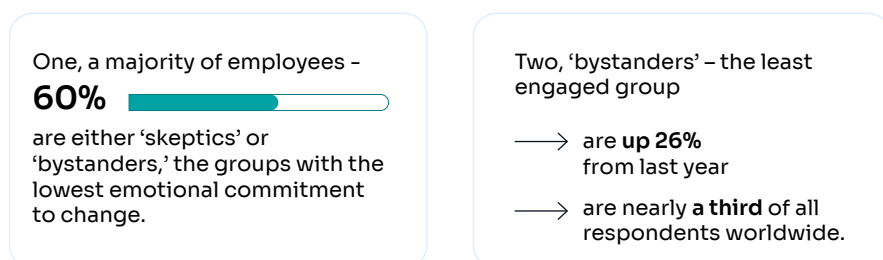 One, a majority of employees -
60%
are either ‘skeptics’ or
‘bystanders,’ the groups with the
lowest emotional commitment
to change.
Two, ‘bystanders’ – the least
engaged group
are up 26%
from last year
are nearly a third of all
respondents worldwide.